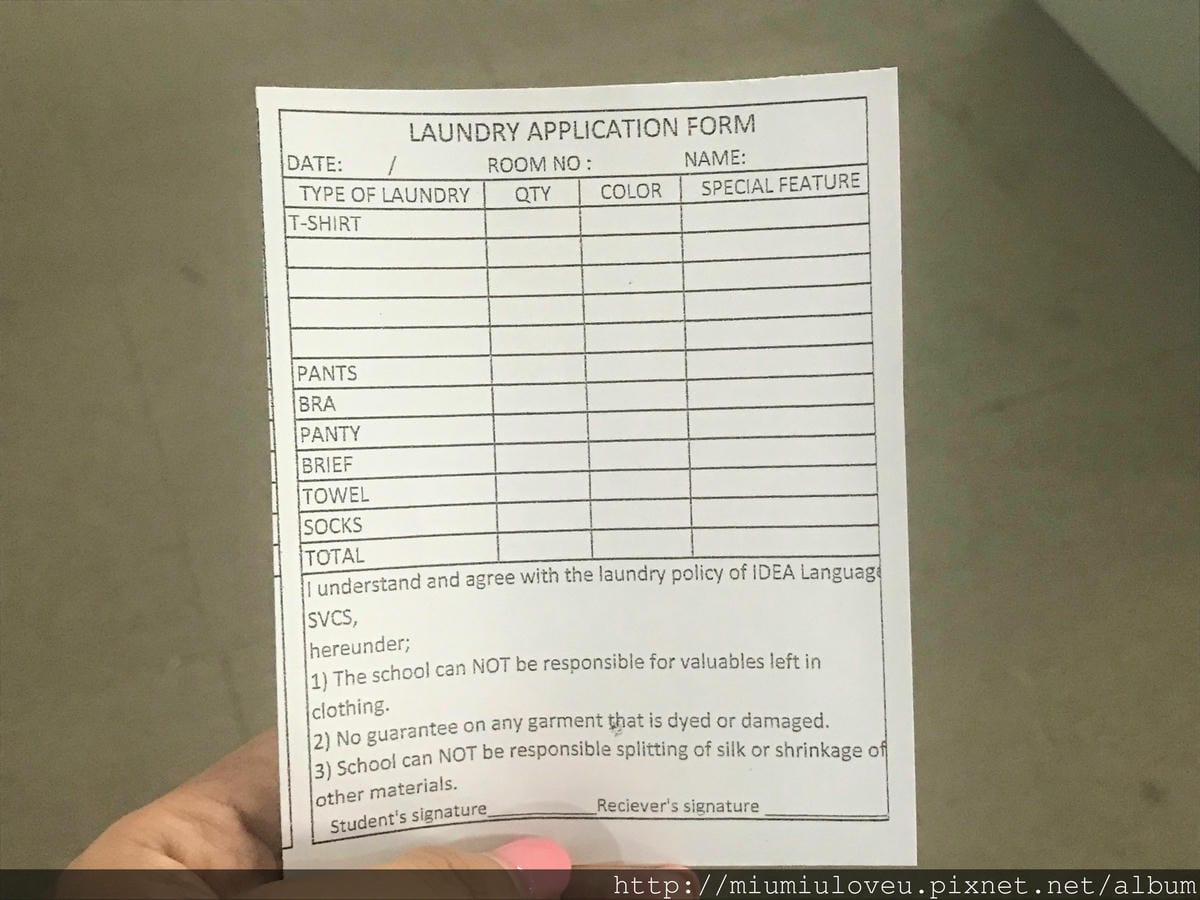 LAUNDRY APPLICATION FORM
DATE: / ROOM NO : NAME:
TYPE OF LAUNDRY QTY COLOR SPECIAL FEATURE
T-SHIRT
PANTS
BRA
PANTY
BRIEF
TOWEL
SOCKS
TOTAL
I understand and agree with the laundry policy of IDEA Language
SVCS,
hereunder;
1) The school can NOT be responsible for valuables left in
clothing.
2) No guarantee on any garment that is dyed or damaged.
3) School can NOT be responsible splitting of silk or shrinkage of
other materials.
Student's signature__________Reciever's signature ___________
http://miumiuloveu.pixnet.net/album